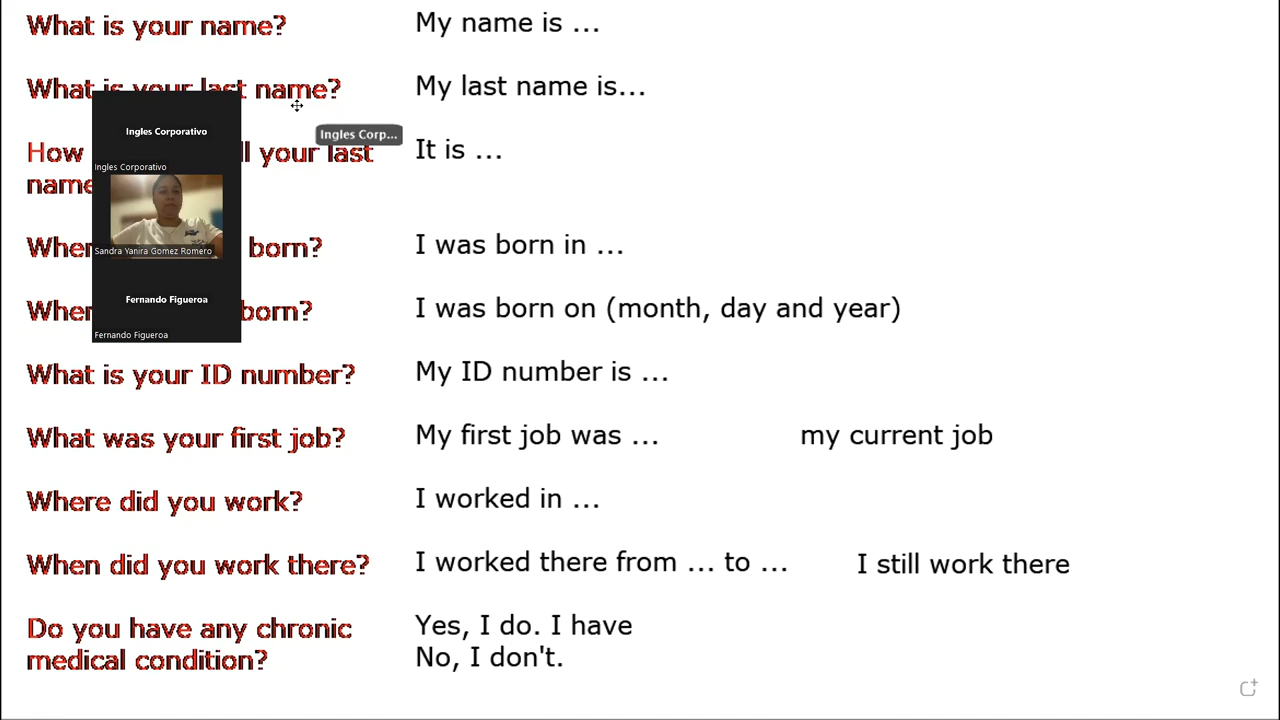 What is your name? My name is ...
What is your last name? My last name is...
How ll your last It is ...
name
Wher born? I was born in ...
Wher born? I was born on (month, day and year)
What is your ID number? My ID number is ...
What was your first job? My first job was ... my current job
Where did you work? I worked in ...
When did you work there? I worked there from ... to ... I still work there
Do you have any chronic Yes, I do. I have
medical condition? No, I don't.
Ingles Corporativo
Ingles Corp...
Ingles Corporativo
Sandra Yanira Gomez Romero
Fernando Figueroa
Fernando Figueroa